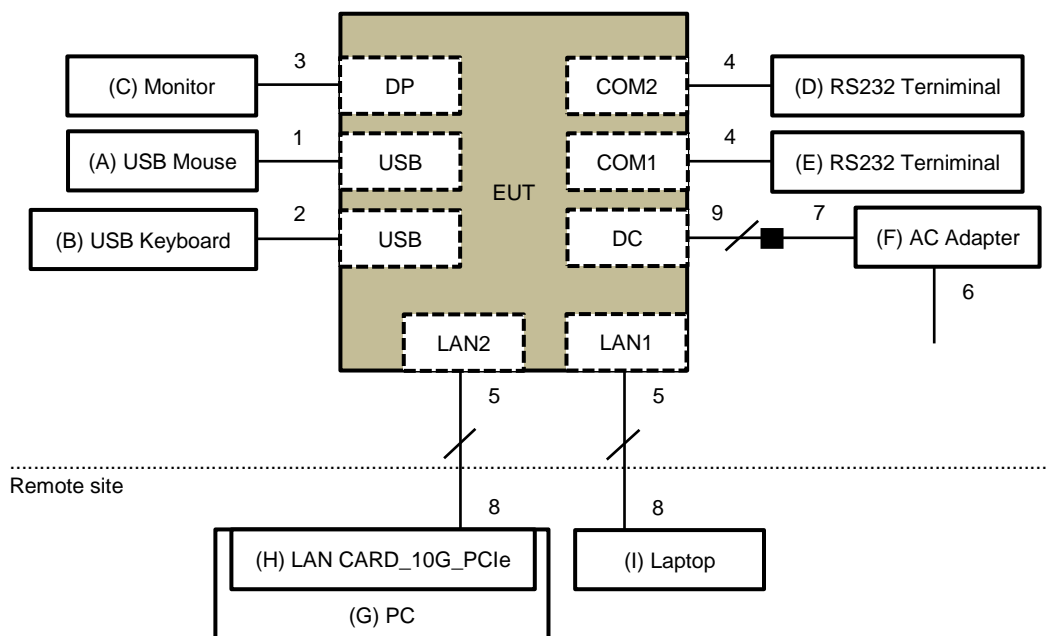 3
4
(C) Monitor
DP
COM2
(D) RS232 Terniminal
1
4
(A) USB Mouse
USB
COM1
(E) RS232 Terniminal
EUT
2
9
7
(B) USB Keyboard
USB
DC
(F) AC Adapter
6
LAN2
LAN1
5
5
Remote site
8
8
(H) LAN CARD_10G_PCIe
(I) Laptop
(G) PC